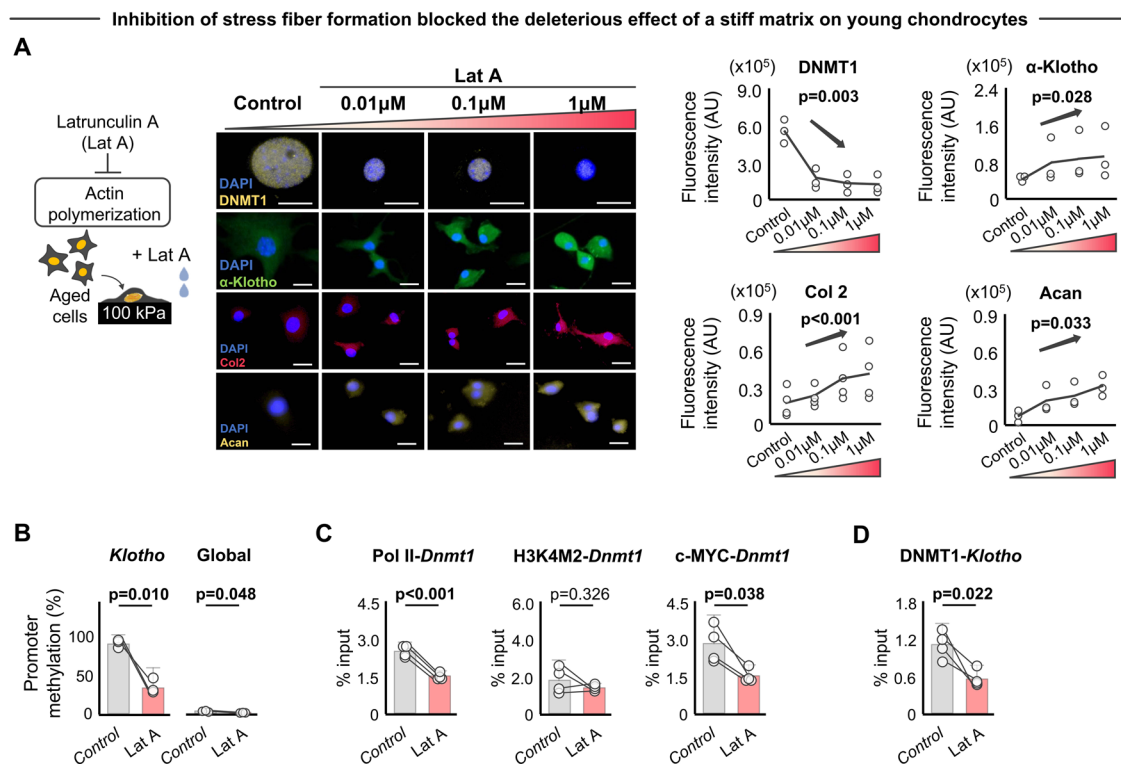 Inhibition of stress fiber formation blocked the deleterious effect of a stiff matrix on young chondrocytes
A
Latrunculin A
(Lat A)
Actin
polymerization
+ Lat A
Aged
cells
100 kPa
Lat A
Control
0.01µM
0.1µM
1µM
DAPI
DNMT1
DAPI
α-Klotho
DAPI
Col2
DAPI
Acan
(x10⁵)
DNMT1
p=0.003
Fluorescence
intensity (AU)
9.0
6.0
3.0
0
Control
0.01µM
0.1µM
1µM
(x10⁵)
α-Klotho
p=0.028
Fluorescence
intensity (AU)
2.4
1.6
0.8
0
Control
0.01µM
0.1µM
1µM
(x10⁵)
Col 2
p<0.001
Fluorescence
intensity (AU)
0.9
0.6
0.3
0
Control
0.01µM
0.1µM
1µM
(x10⁵)
Acan
p=0.033
Fluorescence
intensity (AU)
0.9
0.6
0.3
0
Control
0.01µM
0.1µM
1µM
B
Klotho
Global
p=0.010
p=0.048
Promoter
methylation (%)
100
50
0
Control
Lat A
Control
Lat A
C
Pol II-Dnmt1
p<0.001
% input
4.5
3.0
1.5
0
Control
Lat A
H3K4M2-Dnmt1
p=0.326
% input
6.0
4.0
2.0
0
Control
Lat A
c-MYC-Dnmt1
p=0.038
% input
4.5
3.0
1.5
0
Control
Lat A
D
DNMT1-Klotho
p=0.022
% input
1.8
1.2
0.6
0
Control
Lat A